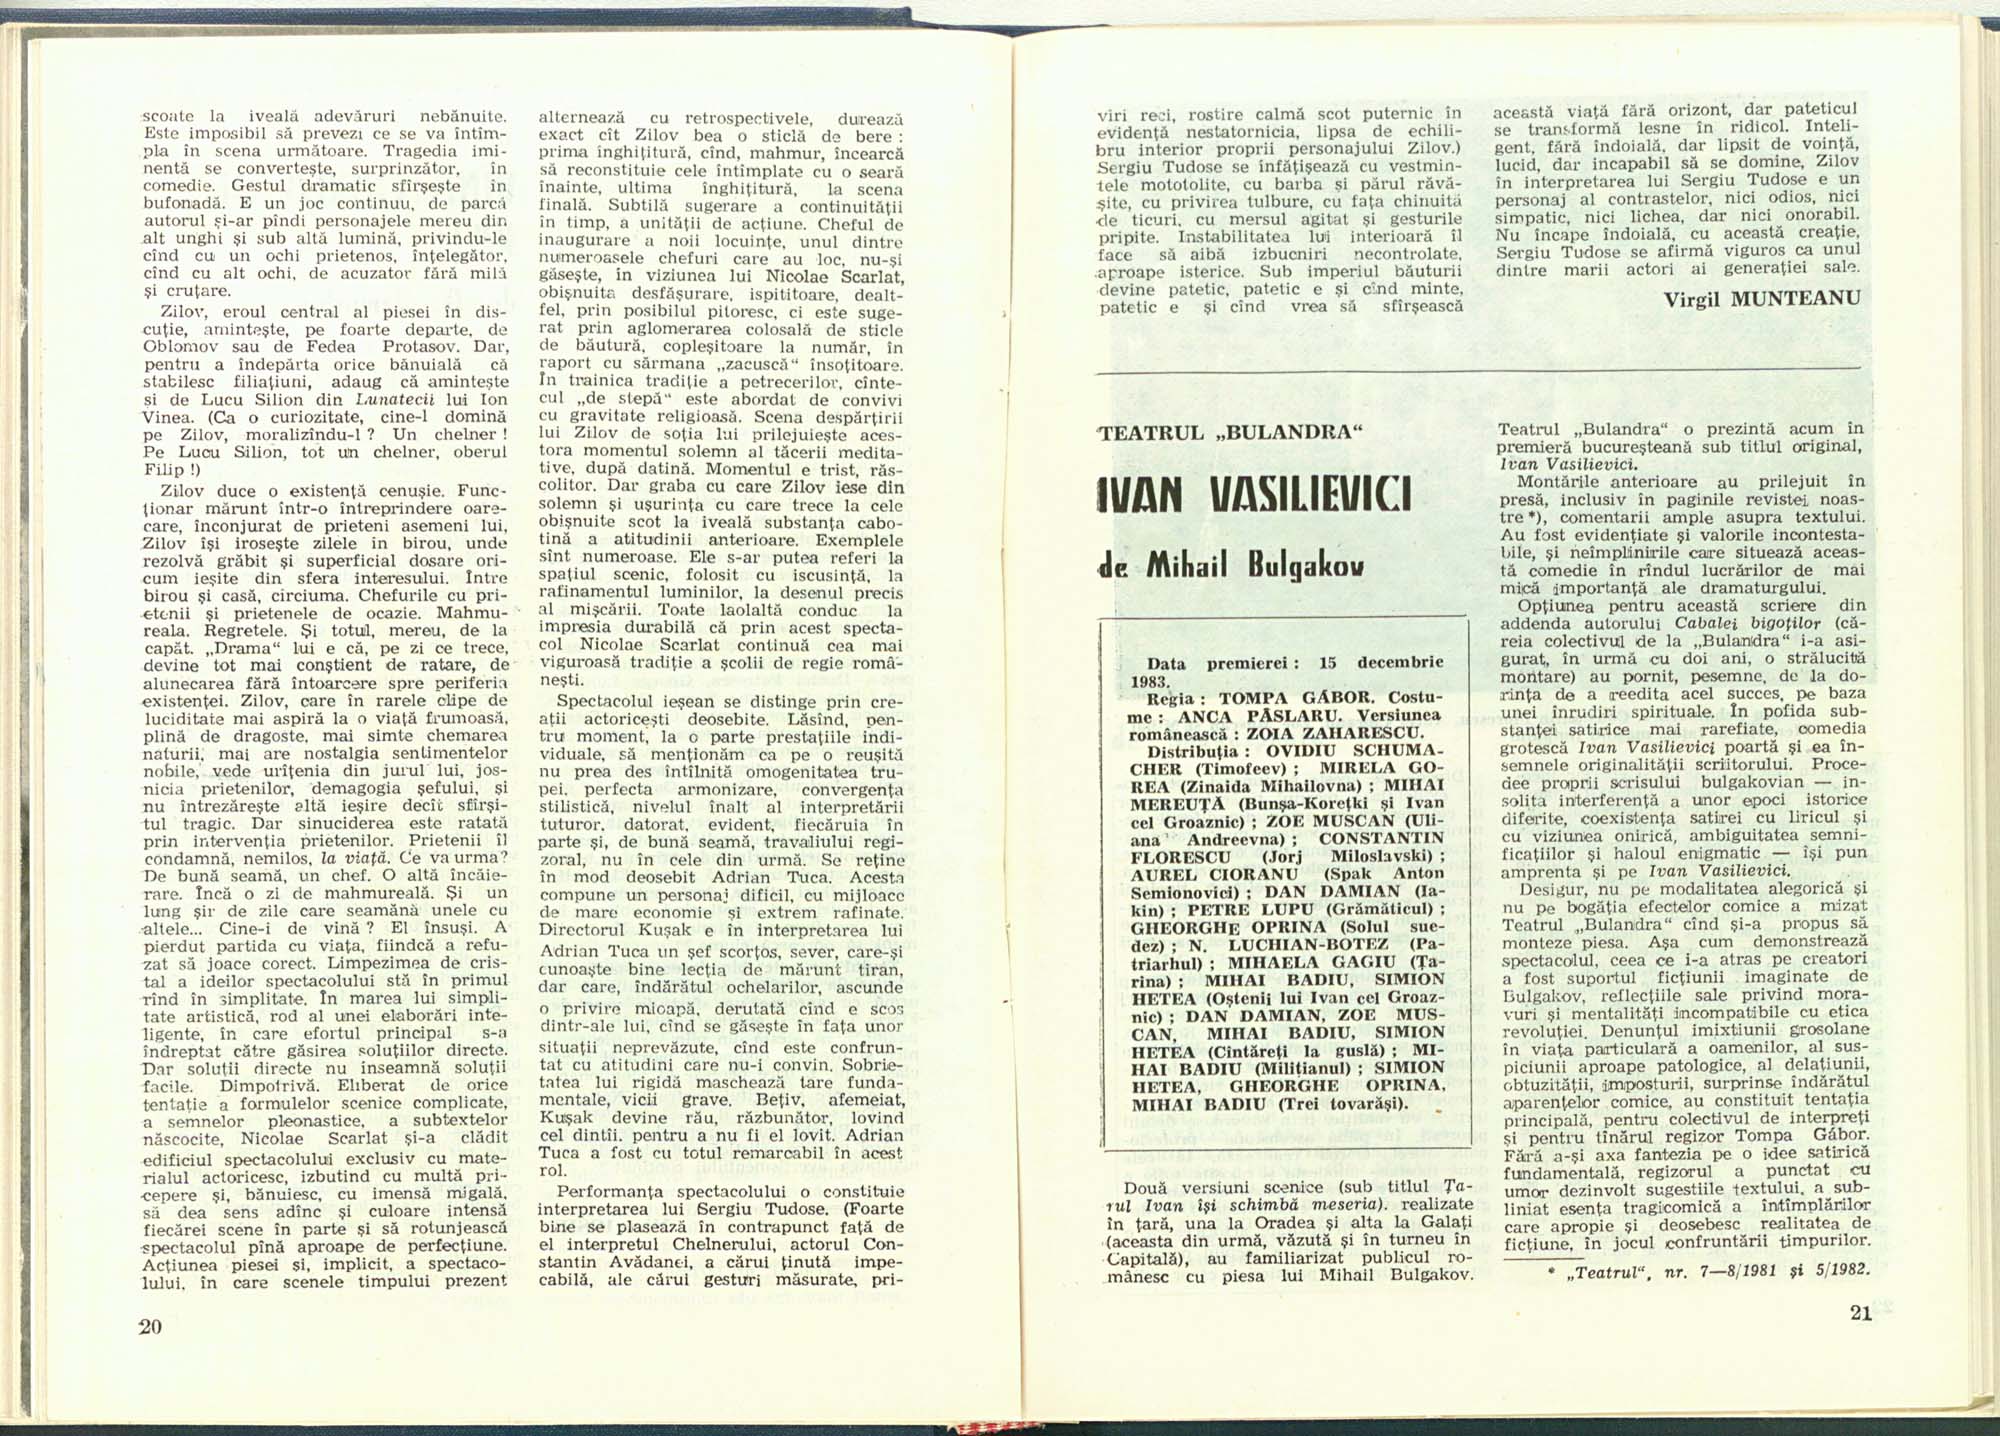 scoate la iveală adevăruri nebănuite.
Este imposibil să prevezi ce se va întîm-
pla în scena următoare. Tragedia imi-
nentă se convertește, surprinzător, în
comedie. Gestul dramatic sfîrșește în
bufonadă. E un joc continuu, de parcă
autorul și-ar pîndi personajele mereu din
alt unghi și sub altă lumină, privindu-le
cînd cu un ochi prietenos, înțelegător,
cînd cu alt ochi, de acuzator fără milă
și cruțare.
Zilov, eroul central al piesei în dis-
cuție, amintește, pe foarte departe, de
Oblomov sau de Fedea Protasov. Dar,
pentru a îndepărta orice bănuială că
stabilesc filiațiuni, adaug că amintește
și de Lucu Silion din Lunatecii lui Ion
Vinea. (Ca o curiozitate, cine-l domină
pe Zilov, moralizîndu-l ? Un chelner !
Pe Lucu Silion, tot un chelner, oberul
Filip !)
Zilov duce o existență cenușie. Func-
ționar mărunt într-o întreprindere oare-
care, înconjurat de prieteni asemeni lui,
Zilov își irosește zilele în birou, unde
rezolvă grăbit și superficial dosare ori-
cum ieșite din sfera interesului. Între
birou și casă, circiuma. Chefurile cu pri-
etenii și prietenele de ocazie. Mahmu-
reala. Regretele. Și totul, mereu, de la
capăt. „Drama“ lui e că, pe zi ce trece,
devine tot mai conștient de ratare, de
alunecarea fără întoarcere spre periferia
existenței. Zilov, care în rarele clipe de
luciditate mai aspiră la o viață frumoasă,
plină de dragoste, mai simte chemarea
naturii, mai are nostalgia sentimentelor
nobile, vede urîțenia din jurul lui, jos-
nicia prietenilor, demagogia șefului, și
nu întrezărește altă ieșire decît sfîrși-
tul tragic. Dar sinuciderea este ratată
prin intervenția prietenilor. Prietenii îl
condamnă, nemilos, la viață. Ce va urma?
De bună seamă, un chef. O altă încăie-
rare. Încă o zi de mahmureală. Și un
lung șir de zile care seamănă unele cu
altele... Cine-i de vină ? El însuși. A
pierdut partida cu viața, fiindcă a refu-
zat să joace corect. Limpezimea de cris-
tal a ideilor spectacolului stă în primul
rînd în simplitate. În marea lui simpli-
tate artistică, rod al unei elaborări inte-
ligente, în care efortul principal s-a
îndreptat către găsirea soluțiilor directe.
Dar soluții directe nu înseamnă soluții
facile. Dimpotrivă. Eliberat de orice
tentație a formulelor scenice complicate,
a semnelor pleonastice, a subtextelor
născocite, Nicolae Scarlat și-a clădit
edificiul spectacolului exclusiv cu mate-
rialul actoricesc, izbutind cu multă pri-
cepere și, bănuiesc, cu imensă migală,
să dea sens adînc și culoare intensă
fiecărei scene în parte și să rotunjească
spectacolul pînă aproape de perfecțiune.
Acțiunea piesei și, implicit, a spectaco-
lului, în care scenele timpului prezent
20
alternează cu retrospectivele, durează
exact cît Zilov bea o sticlă de bere :
prima înghițitură, cînd, mahmur, încearcă
să reconstituie cele întîmplate cu o seară
înainte, ultima înghițitură, la scena
finală. Subtilă sugerare a continuității
în timp, a unității de acțiune. Cheful de
inaugurare a noii locuințe, unul dintre
numeroasele chefuri care au loc, nu-și
găsește, în viziunea lui Nicolae Scarlat,
obișnuita desfășurare, ispititoare, dealt-
fel, prin posibilul pitoresc, ci este suge-
rat prin aglomerarea colosală de sticle
de băutură, copleșitoare la număr, în
raport cu sărmana „zacuscă“ însoțitoare.
În trainica tradiție a petrecerilor, cînte-
cul „de stepă“ este abordat de convivi
cu gravitate religioasă. Scena despărțirii
lui Zilov de soția lui prilejuiește aces-
tora momentul solemn al tăcerii medita-
tive, după datină. Momentul e trist, răs-
colitor. Dar graba cu care Zilov iese din
solemn și ușurința cu care trece la cele
obișnuite scot la iveală substanța cabo-
tină a atitudinii anterioare. Exemplele
sînt numeroase. Ele s-ar putea referi la
spațiul scenic, folosit cu iscusință, la
rafinamentul luminilor, la desenul precis
al mișcării. Toate laolaltă conduc la
impresia durabilă că prin acest specta-
col Nicolae Scarlat continuă cea mai
viguroasă tradiție a școlii de regie româ-
nești.
Spectacolul ieșean se distinge prin cre-
ații actoricești deosebite. Lăsînd, pen-
tru moment, la o parte prestațiile indi-
viduale, să menționăm ca pe o reușită
nu prea des întîlnită omogenitatea tru-
pei, perfecta armonizare, convergența
stilistică, nivelul înalt al interpretării
tuturor, datorat, evident, fiecăruia în
parte și, de bună seamă, travaliului regi-
zoral, nu în cele din urmă. Se reține
în mod deosebit Adrian Tuca. Acesta
compune un personaj dificil, cu mijloace
de mare economie și extrem rafinate.
Directorul Kușak e în interpretarea lui
Adrian Tuca un șef scorțos, sever, care-și
cunoaște bine lecția de mărunt tiran,
dar care, îndărătul ochelarilor, ascunde
o privire mioapă, derutată cînd e scos
dintr-ale lui, cînd se găsește în fața unor
situații neprevăzute, cînd este confrun-
tat cu atitudini care nu-i convin. Sobrie-
tatea lui rigidă maschează tare funda-
mentale, vicii grave. Bețiv, afemeiat,
Kușak devine rău, răzbunător, lovind
cel dintîi, pentru a nu fi el lovit. Adrian
Tuca a fost cu totul remarcabil în acest
rol.
Performanța spectacolului o constituie
interpretarea lui Sergiu Tudose. (Foarte
bine se plasează în contrapunct față de
el interpretul Chelnerului, actorul Con-
stantin Avădanei, a cărui ținută impe-
cabilă, ale cărui gesturi măsurate, pri-
viri reci, rostire calmă scot puternic în
evidență nestatornicia, lipsa de echili-
bru interior proprii personajului Zilov.)
Sergiu Tudose se înfățișează cu vestmin-
tele mototolite, cu barba și părul răvă-
șite, cu privirea tulbure, cu fața chinuită
de ticuri, cu mersul agitat și gesturile
pripite. Instabilitatea lui interioară îl
face să aibă izbucniri necontrolate,
aproape isterice. Sub imperiul băuturii
devine patetic, patetic e și cînd minte,
patetic e și cînd vrea să sfîrșească
această viață fără orizont, dar pateticul
se transformă lesne în ridicol. Inteli-
gent, fără îndoială, dar lipsit de voință,
lucid, dar incapabil să se domine, Zilov
în interpretarea lui Sergiu Tudose e un
personaj al contrastelor, nici odios, nici
simpatic, nici lichea, dar nici onorabil.
Nu încape îndoială, cu această creație,
Sergiu Tudose se afirmă viguros ca unul
dintre marii actori ai generației sale.
Virgil MUNTEANU
TEATRUL „BULANDRA“
IVAN VASILIEVICI
de Mihail Bulgakov
Data premierei : 15 decembrie
1983.
Regia : TOMPA GÁBOR. Costu-
me : ANCA PÂSLARU. Versiunea
românească : ZOIA ZAHARESCU.
Distribuția : OVIDIU SCHUMA-
CHER (Timofeev) ; MIRELA GO-
REA (Zinaida Mihailovna) ; MIHAI
MEREUȚĂ (Bunșa-Korețki și Ivan
cel Groaznic) ; ZOE MUSCAN (Uli-
ana Andreevna) ; CONSTANTIN
FLORESCU (Jorj Miloslavski) ;
AUREL CIORANU (Spak Anton
Semionovici) ; DAN DAMIAN (Ia-
kin) ; PETRE LUPU (Grămăticul) ;
GHEORGHE OPRINA (Solul sue-
dez) ; N. LUCHIAN-BOTEZ (Pa-
triarhul) ; MIHAELA GAGIU (Ța-
rina) ; MIHAI BADIU, SIMION
HETEA (Oștenii lui Ivan cel Groaz-
nic) ; DAN DAMIAN, ZOE MUS-
CAN, MIHAI BADIU, SIMION
HETEA (Cîntăreți la guslă) ; MI-
HAI BADIU (Milițianul) ; SIMION
HETEA, GHEORGHE OPRINA,
MIHAI BADIU (Trei tovarăși).
Două versiuni scenice (sub titlul Ța-
rul Ivan își schimbă meseria), realizate
în țară, una la Oradea și alta la Galați
(aceasta din urmă, văzută și în turneu în
Capitală), au familiarizat publicul ro-
mânesc cu piesa lui Mihail Bulgakov.
Teatrul „Bulandra“ o prezintă acum în
premieră bucureșteană sub titlul original,
Ivan Vasilievici.
Montările anterioare au prilejuit în
presă, inclusiv în paginile revistei noas-
tre *), comentarii ample asupra textului.
Au fost evidențiate și valorile incontesta-
bile, și neîmplinirile care situează aceas-
tă comedie în rîndul lucrărilor de mai
mică importanță ale dramaturgului.
Opțiunea pentru această scriere din
addenda autorului Cabalei bigoților (că-
reia colectivul de la „Bulandra“ i-a asi-
gurat, în urmă cu doi ani, o strălucită
montare) au pornit, pesemne, de la do-
rința de a reedita acel succes, pe baza
unei înrudiri spirituale. În pofida sub-
stanței satirice mai rarefiate, comedia
grotescă Ivan Vasilievici poartă și ea în-
semnele originalității scriitorului. Proce-
dee proprii scrisului bulgakovian — in-
solita interferență a unor epoci istorice
diferite, coexistența satirei cu liricul și
cu viziunea onirică, ambiguitatea semni-
ficațiilor și haloul enigmatic — își pun
amprenta și pe Ivan Vasilievici.
Desigur, nu pe modalitatea alegorică și
nu pe bogăția efectelor comice a mizat
Teatrul „Bulandra“ cînd și-a propus să
monteze piesa. Așa cum demonstrează
spectacolul, ceea ce i-a atras pe creatori
a fost suportul ficțiunii imaginate de
Bulgakov, reflecțiile sale privind mora-
vuri și mentalități incompatibile cu etica
revoluției. Denunțul imixtiunii grosolane
în viața particulară a oamenilor, al sus-
piciunii aproape patologice, al delațiunii,
obtuzității, imposturii, surprinse îndărătul
aparențelor comice, au constituit tentația
principală, pentru colectivul de interpreți
și pentru tînărul regizor Tompa Gábor.
Fără a-și axa fantezia pe o idee satirică
fundamentală, regizorul a punctat cu
umor dezinvolt sugestiile textului, a sub-
liniat esența tragicomică a întîmplărilor
care apropie și deosebesc realitatea de
ficțiune, în jocul confruntării timpurilor.
* „Teatrul“, nr. 7—8/1981 și 5/1982.
21